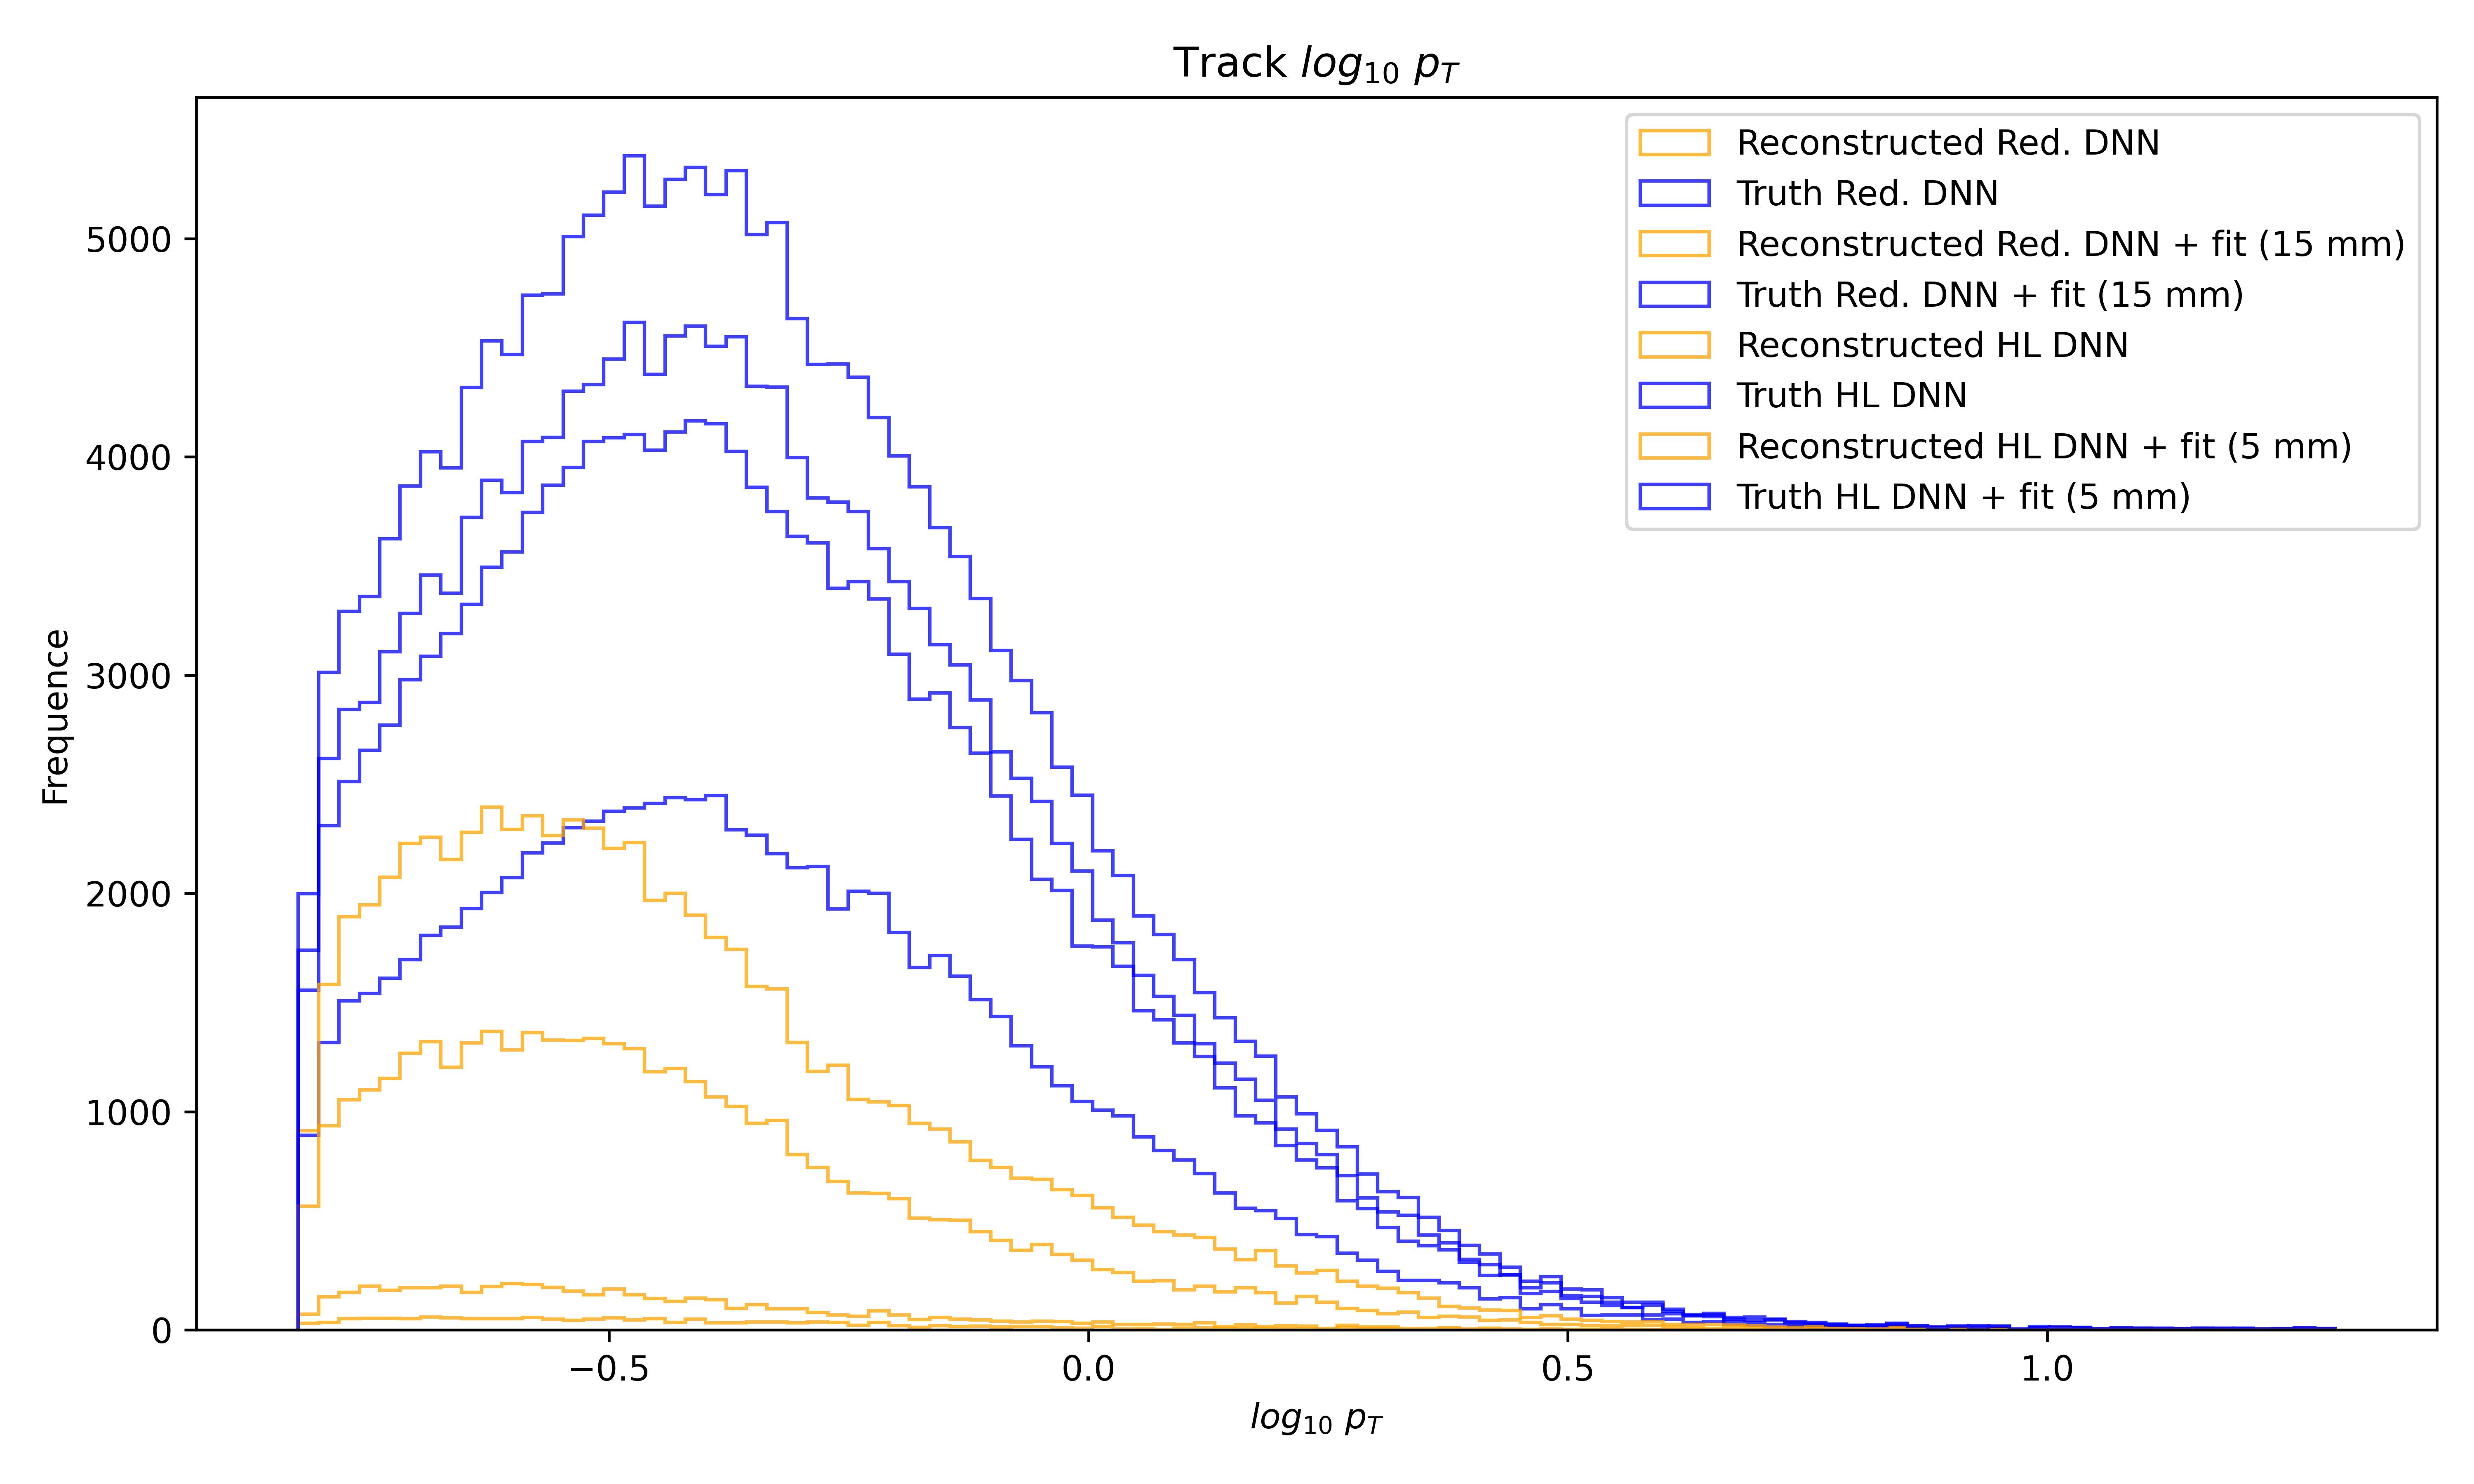 Track log₁₀ p_T
Reconstructed Red. DNN
Truth Red. DNN
Reconstructed Red. DNN + fit (15 mm)
Truth Red. DNN + fit (15 mm)
Reconstructed HL DNN
Truth HL DNN
Reconstructed HL DNN + fit (5 mm)
Truth HL DNN + fit (5 mm)
Frequence
5000
4000
3000
2000
1000
0
−0.5
0.0
0.5
1.0
log₁₀ p_T